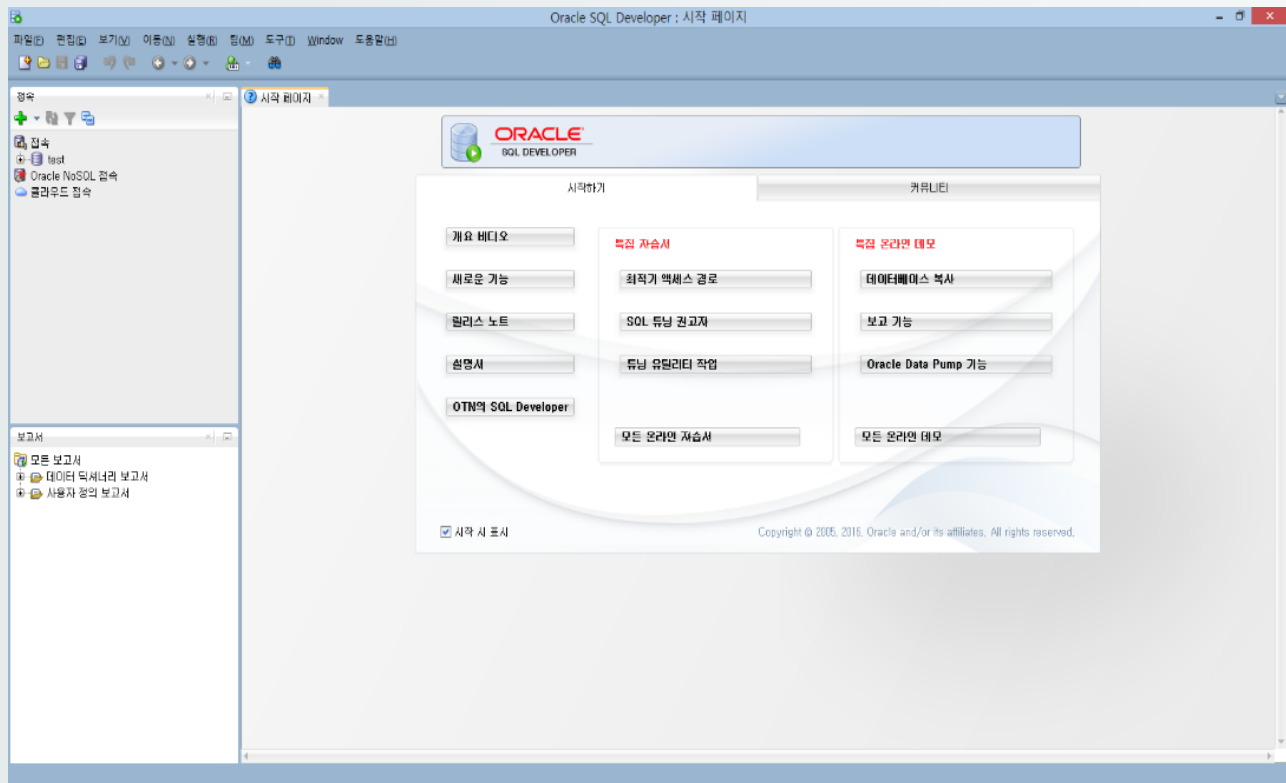 Oracle SQL Developer : 시작 페이지
파일(F) 편집(E) 보기(V) 이동(N) 실행(R) 팀(M) 도구(T) Window 도움말(H)
접속
접속
test
Oracle NoSQL 접속
클라우드 접속
보고서
모든 보고서
데이터 딕셔너리 보고서
사용자 정의 보고서
시작 페이지
ORACLE
SQL DEVELOPER
시작하기
커뮤니티
개요 비디오
새로운 기능
릴리스 노트
설명서
OTN의 SQL Developer
특집 자습서
최적기 액세스 경로
SQL 튜닝 권고자
튜닝 유틸리티 작업
모든 온라인 자습서
특집 온라인 데모
데이터베이스 복사
보고 기능
Oracle Data Pump 기능
모든 온라인 데모
시작 시 표시
Copyright © 2005, 2016, Oracle and/or its affiliates. All rights reserved.